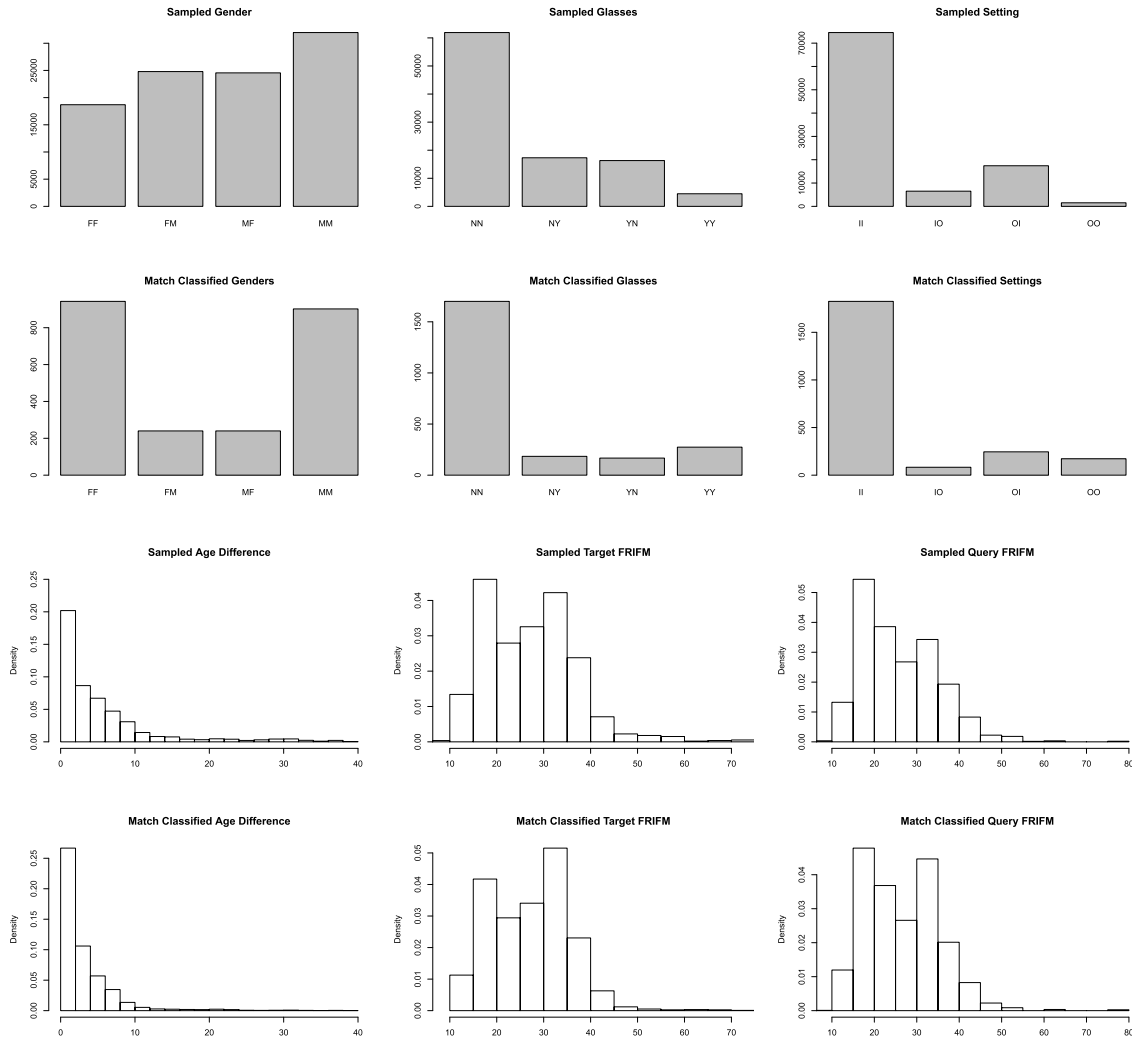 Sampled Gender
0 5000 15000 25000
FF FM MF MM
Sampled Glasses
0 10000 20000 30000 50000
NN NY YN YY
Sampled Setting
0 10000 30000 50000 70000
II IO OI OO
Match Classified Genders
0 200 400 600 800
FF FM MF MM
Match Classified Glasses
0 500 1000 1500
NN NY YN YY
Match Classified Settings
0 500 1000 1500
II IO OI OO
Sampled Age Difference
Density
0.00 0.05 0.10 0.15 0.20 0.25
0 10 20 30 40
Sampled Target FRIFM
Density
0.00 0.01 0.02 0.03 0.04
10 20 30 40 50 60 70
Sampled Query FRIFM
Density
0.00 0.01 0.02 0.03 0.04 0.05
10 20 30 40 50 60 70 80
Match Classified Age Difference
Density
0.00 0.05 0.10 0.15 0.20 0.25
0 10 20 30 40
Match Classified Target FRIFM
Density
0.00 0.01 0.02 0.03 0.04 0.05
10 20 30 40 50 60 70
Match Classified Query FRIFM
Density
0.00 0.01 0.02 0.03 0.04
10 20 30 40 50 60 70 80